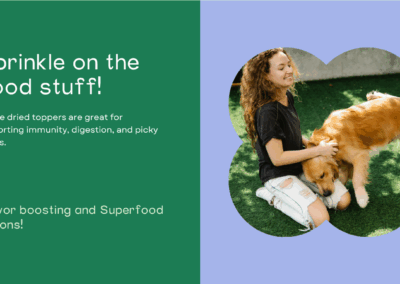 prinkle on the
ood stuff!
e dried toppers are great for
orting immunity, digestion, and picky
s.
vor boosting and Superfood
ons!